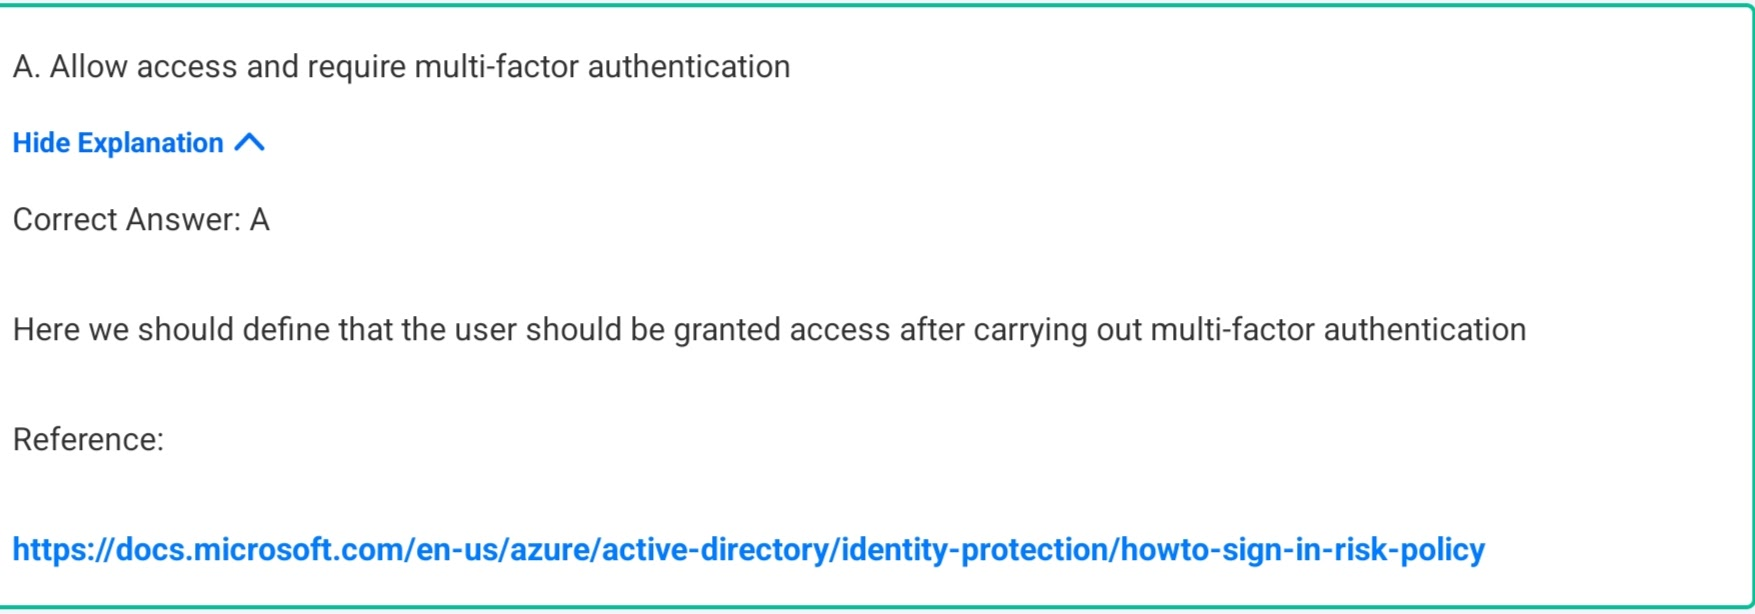 A. Allow access and require multi-factor authentication
Hide Explanation
Correct Answer: A
Here we should define that the user should be granted access after carrying out multi-factor authentication
Reference:
https://docs.microsoft.com/en-us/azure/active-directory/identity-protection/howto-sign-in-risk-policy